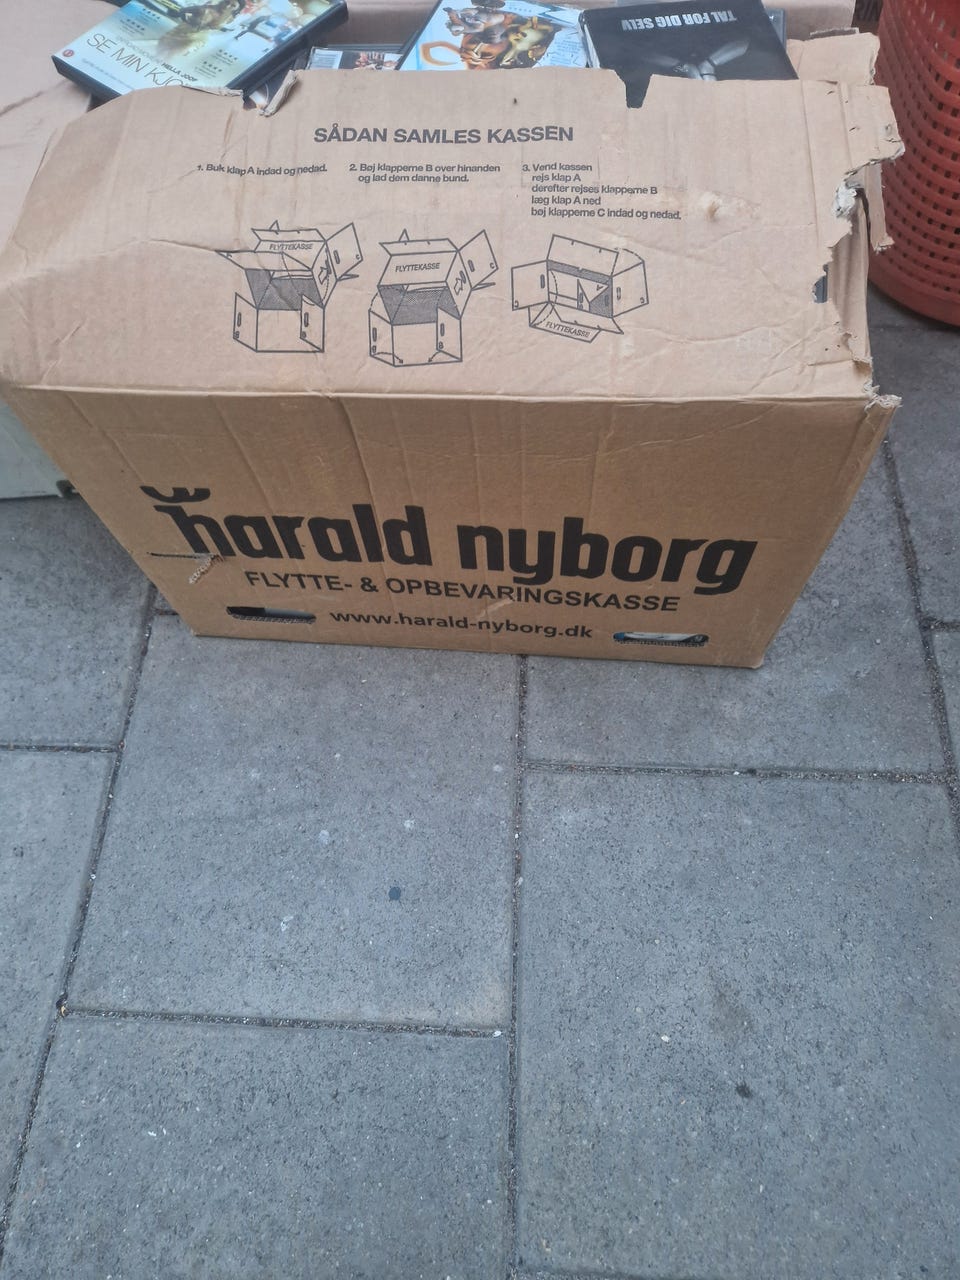 SE MIN KJO
HELLA JOOF
TAL FOR DIG SELV
SÅDAN SAMLES KASSEN
1. Buk klap A indad og nedad.
2. Bøj klapperne B over hinanden
og lad dem danne bund.
3. Vend kassen
rejs klap A
derefter rejses klapperne B
læg klap A ned
bøj klapperne C indad og nedad.
FLYTTEKASSE
FLYTTEKASSE
FLYTTEKASSE
harald nyborg
FLYTTE- & OPBEVARINGSKASSE
www.harald-nyborg.dk